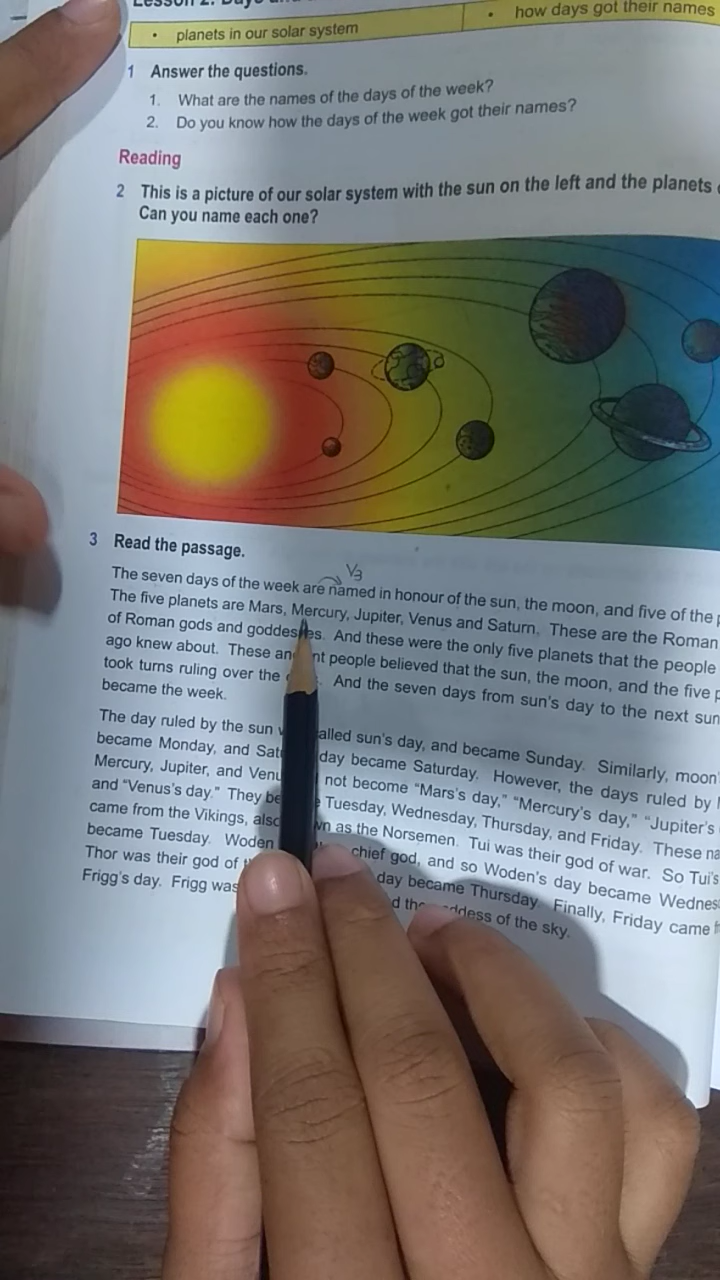 Lesson 2: Days and
• planets in our solar system • how days got their names
1 Answer the questions.
1. What are the names of the days of the week?
2. Do you know how the days of the week got their names?
Reading
2 This is a picture of our solar system with the sun on the left and the planets
Can you name each one?
3 Read the passage.
V3
The seven days of the week are named in honour of the sun, the moon, and five of the
The five planets are Mars, Mercury, Jupiter, Venus and Saturn. These are the Roman
of Roman gods and goddesses. And these were the only five planets that the people
ago knew about. These people believed that the sun, the moon, and the five
took turns ruling over the And the seven days from sun's day to the next sun
became the week.
The day ruled by the sun called sun's day, and became Sunday. Similarly, moon'
became Monday, and day became Saturday. However, the days ruled by
Mercury, Jupiter, and not become "Mars's day," "Mercury's day," "Jupiter's
and "Venus's day." They Tuesday, Wednesday, Thursday, and Friday. These
came from the Vikings, as the Norsemen. Tui was their god of war. So Tui's
became Tuesday. Woden chief god, and so Woden's day became
Thor was their god of day became Thursday. Finally, Friday came
Frigg's day. Frigg was of the sky.